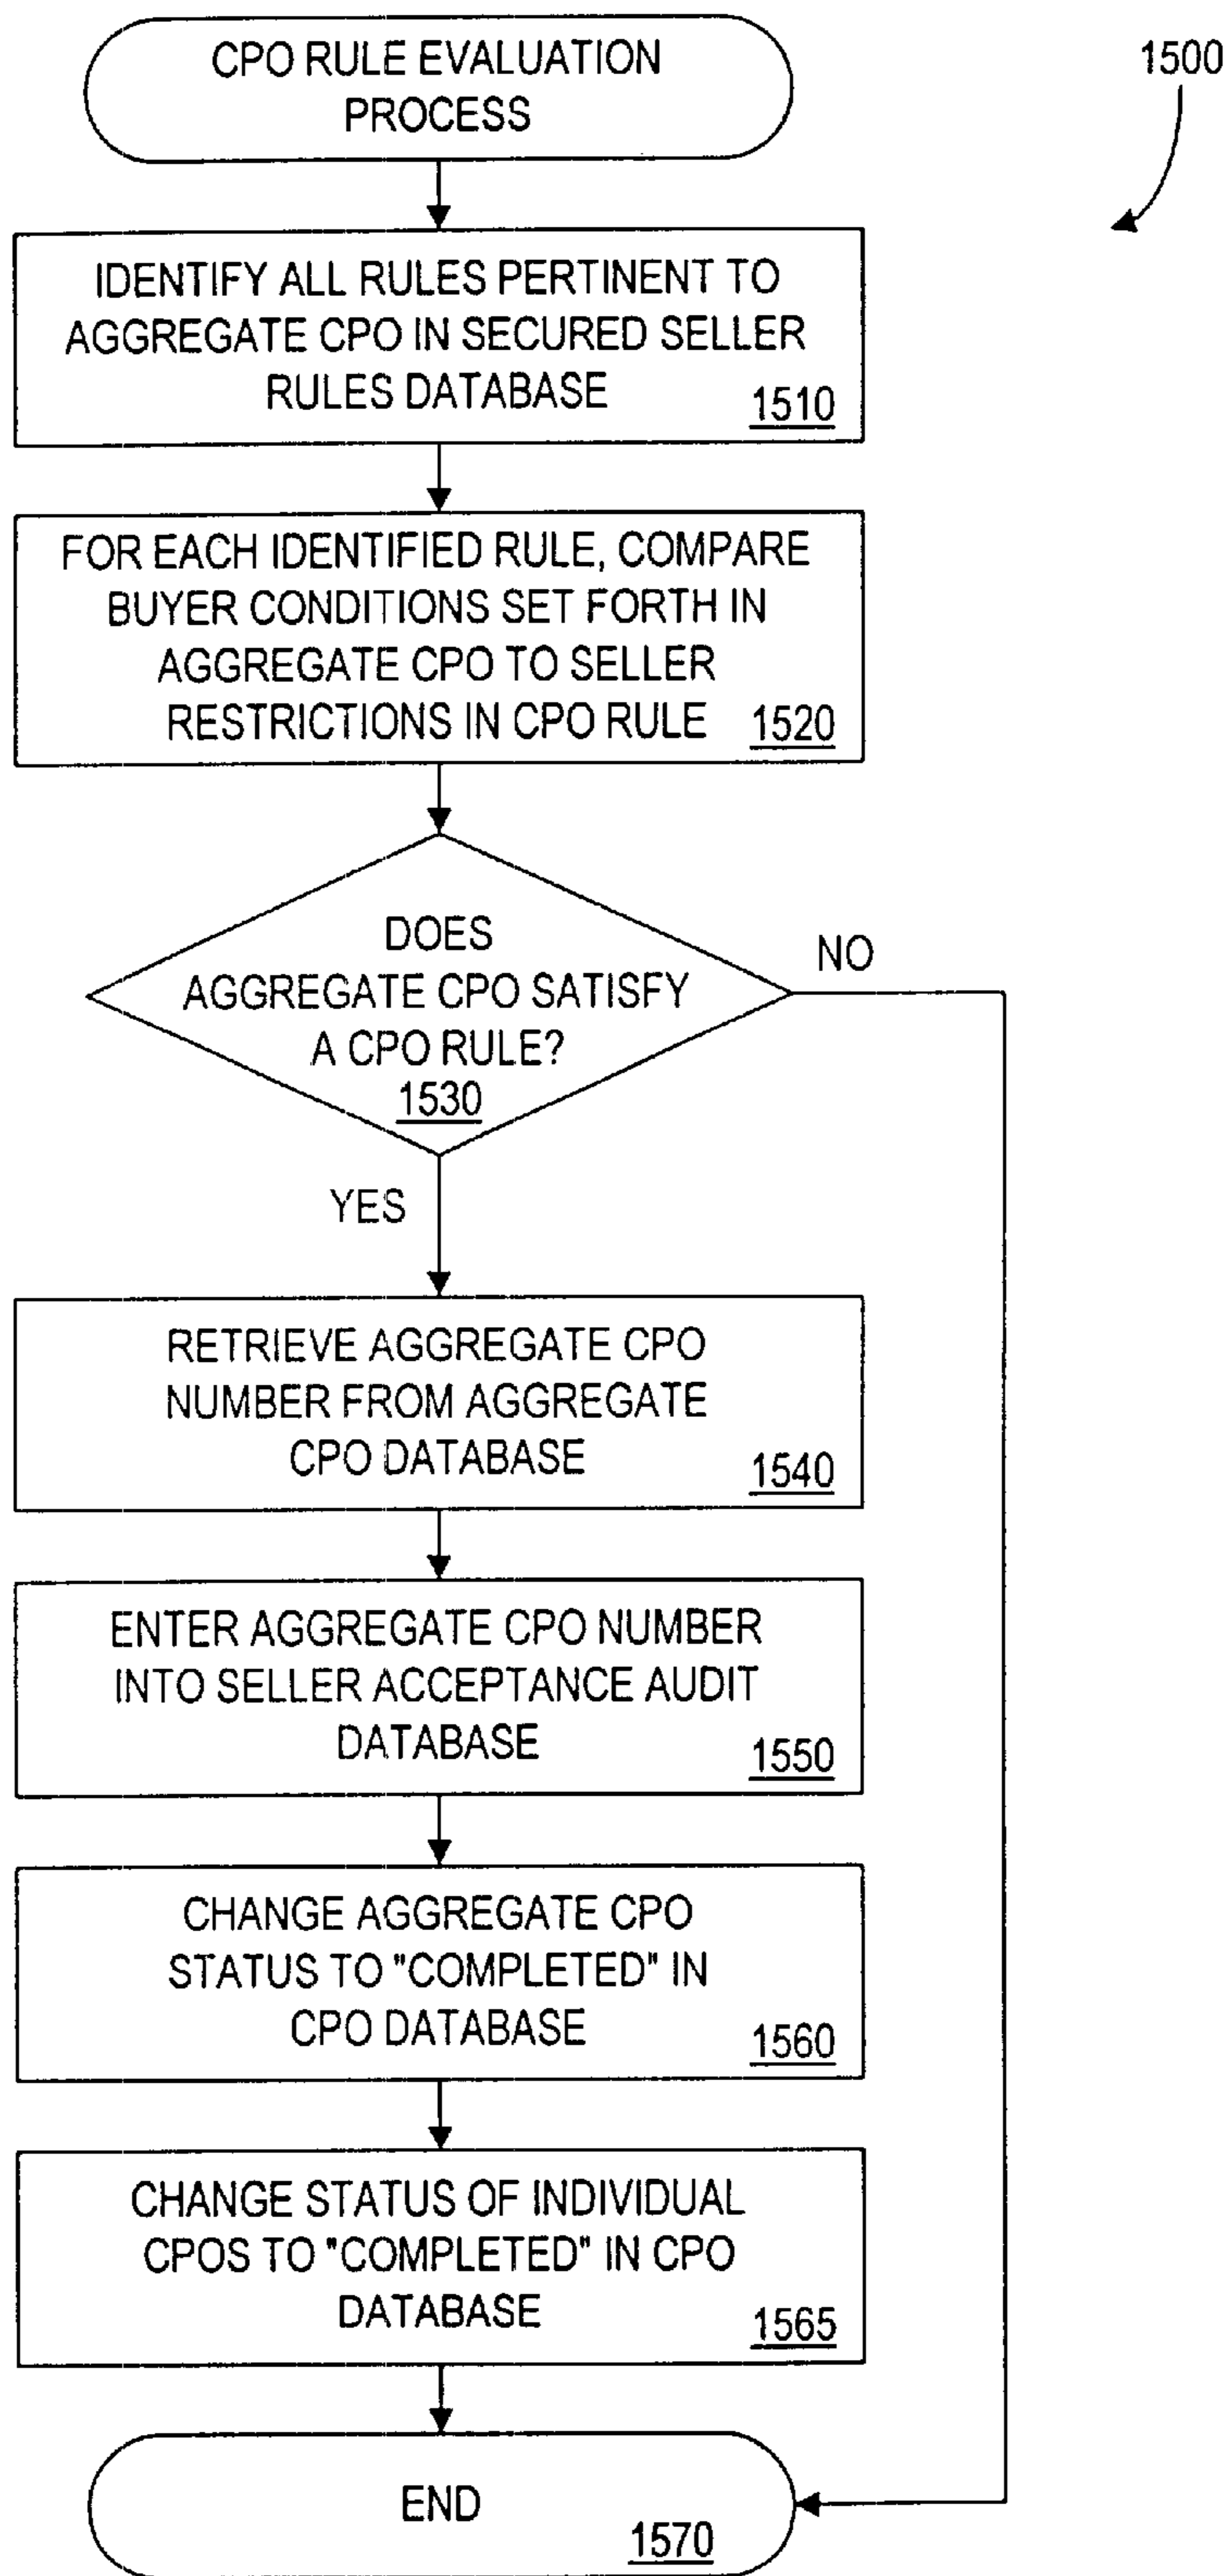 CPO RULE EVALUATION
PROCESS
1500
IDENTIFY ALL RULES PERTINENT TO
AGGREGATE CPO IN SECURED SELLER
RULES DATABASE
1510
FOR EACH IDENTIFIED RULE, COMPARE
BUYER CONDITIONS SET FORTH IN
AGGREGATE CPO TO SELLER
RESTRICTIONS IN CPO RULE
1520
DOES
AGGREGATE CPO SATISFY
A CPO RULE?
1530
NO
YES
RETRIEVE AGGREGATE CPO
NUMBER FROM AGGREGATE
CPO DATABASE
1540
ENTER AGGREGATE CPO NUMBER
INTO SELLER ACCEPTANCE AUDIT
DATABASE
1550
CHANGE AGGREGATE CPO
STATUS TO "COMPLETED" IN
CPO DATABASE
1560
CHANGE STATUS OF INDIVIDUAL
CPOS TO "COMPLETED" IN CPO
DATABASE
1565
END
1570